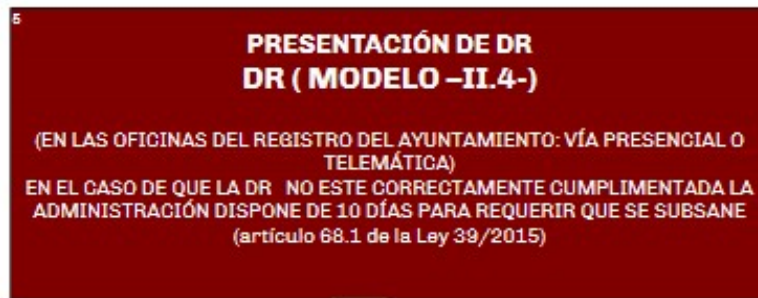 5
PRESENTACIÓN DE DR
DR ( MODELO –II.4-)
(EN LAS OFICINAS DEL REGISTRO DEL AYUNTAMIENTO: VÍA PRESENCIAL O
TELEMÁTICA)
EN EL CASO DE QUE LA DR NO ESTE CORRECTAMENTE CUMPLIMENTADA LA
ADMINISTRACIÓN DISPONE DE 10 DÍAS PARA REQUERIR QUE SE SUBSANE
(artículo 68.1 de la Ley 39/2015)